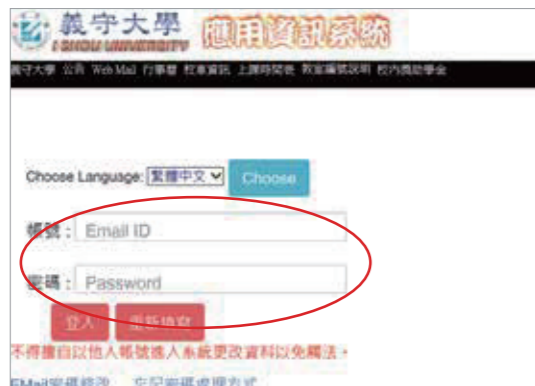 義守大學 應用資訊系統
I-SHOU UNIVERSITY
義守大學 公告 Web Mail 行事曆 校車資訊 上課時間表 教室編號說明 校內獎助學金
Choose Language: 繁體中文 Choose
帳號： Email ID
密碼： Password
登入 重新填寫
不得擅自以他人帳號進入系統更改資料以免觸法。
EMail密碼修改 忘記密碼處理方式